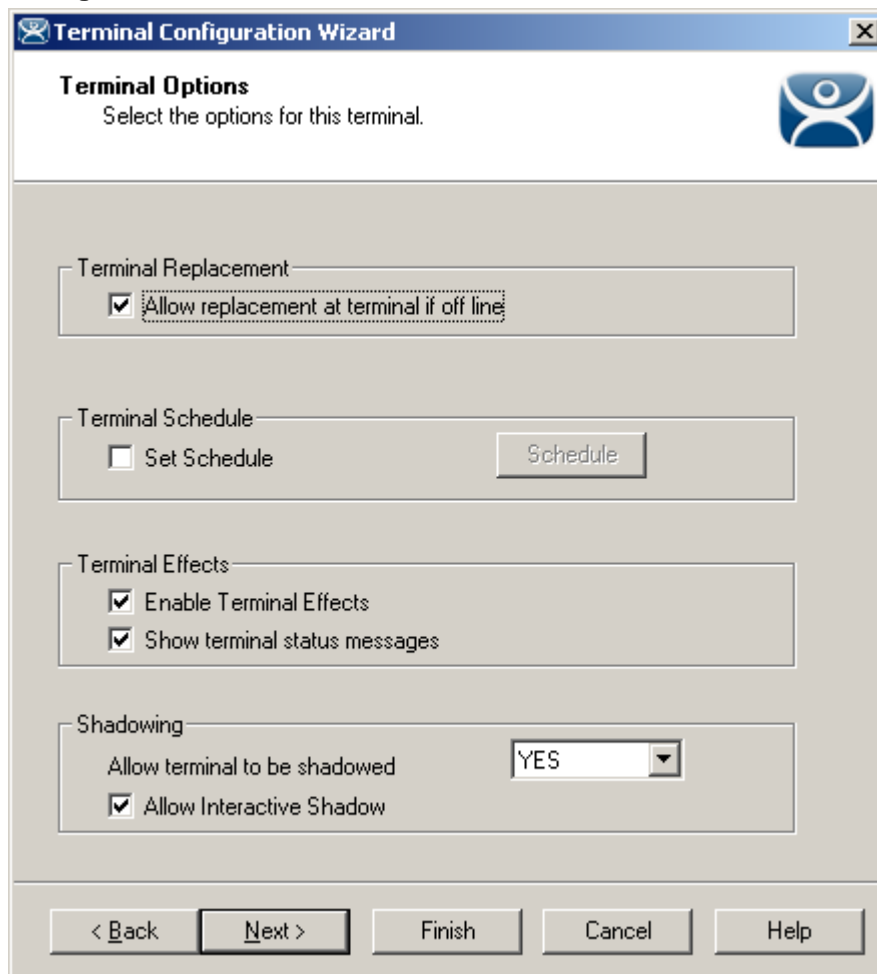 Terminal Configuration Wizard
Terminal Options
Select the options for this terminal.
Terminal Replacement
Allow replacement at terminal if off line
Terminal Schedule
Set Schedule
Schedule
Terminal Effects
Enable Terminal Effects
Show terminal status messages
Shadowing
Allow terminal to be shadowed
YES
Allow Interactive Shadow
< Back
Next >
Finish
Cancel
Help